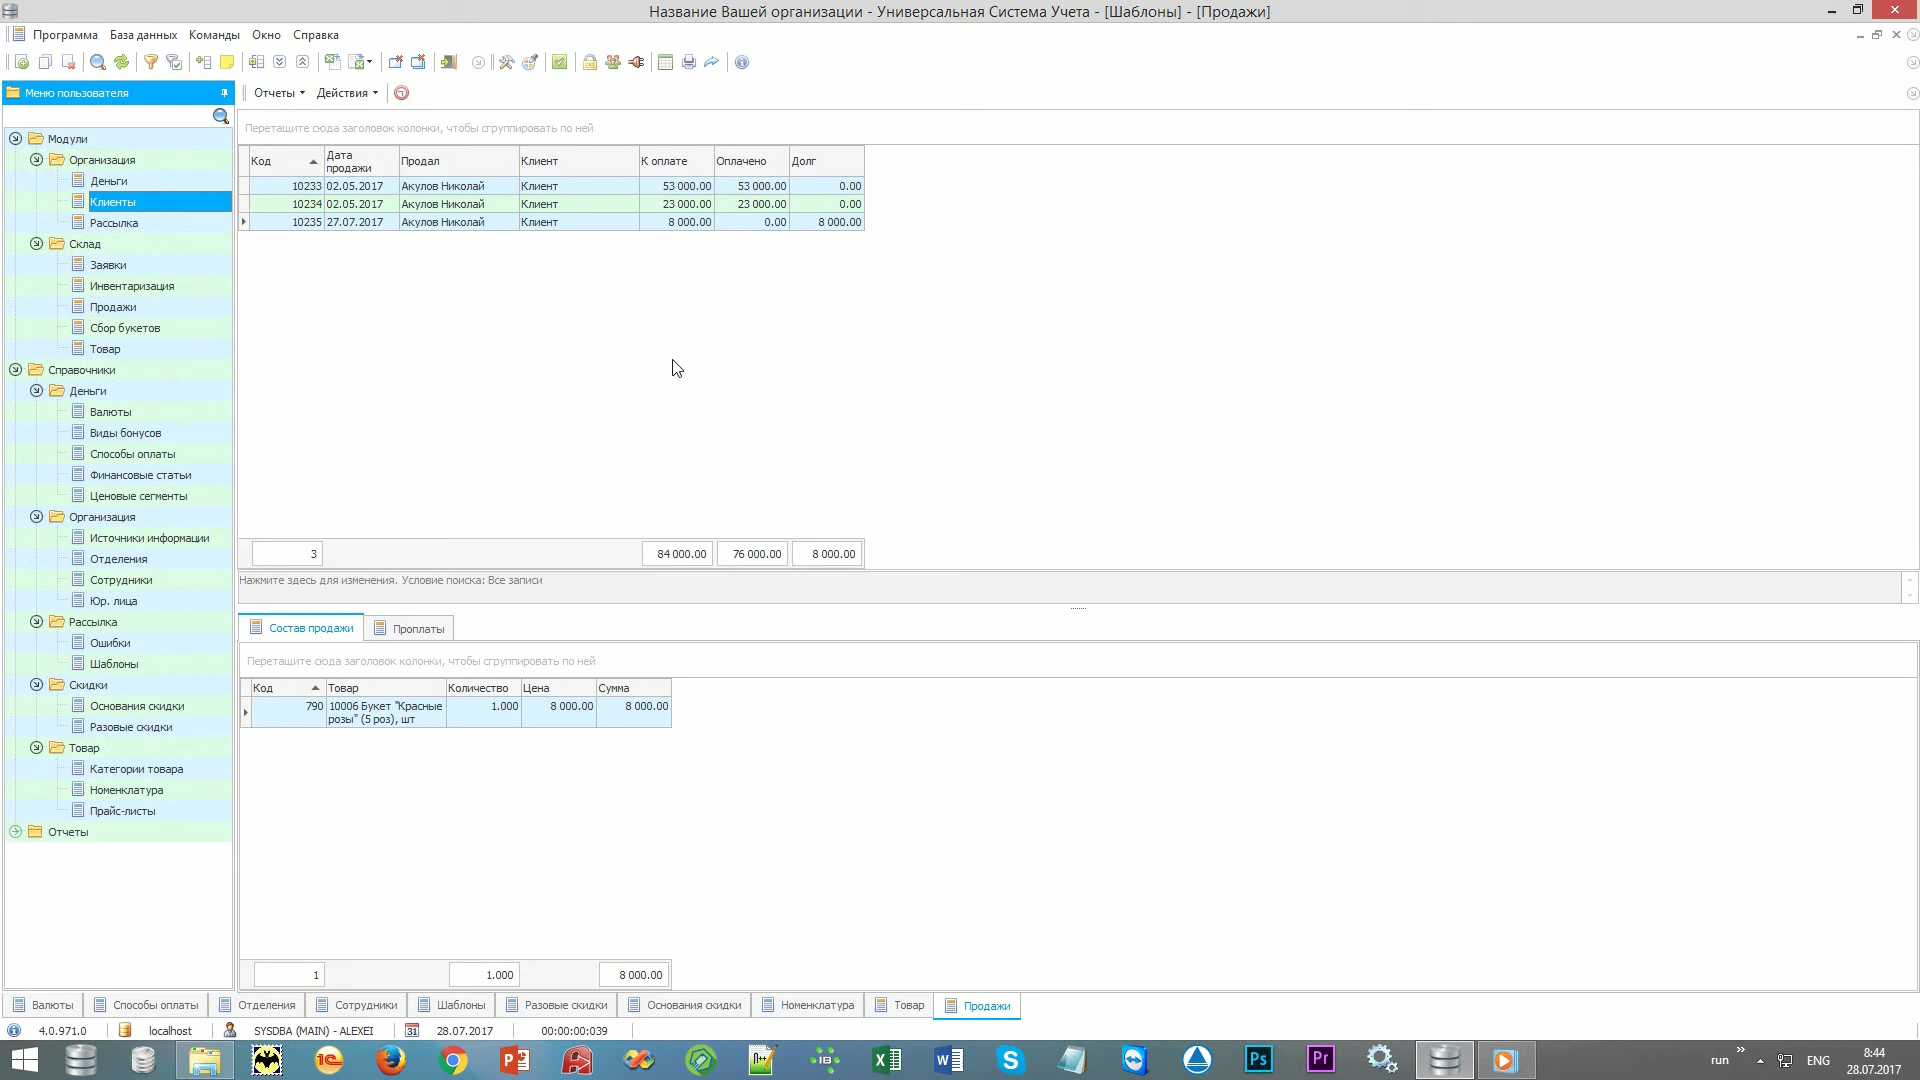 Название Вашей организации - Универсальная Система Учета - [Шаблоны] - [Продажи]
Программа База данных Команды Окно Справка
Меню пользователя
Отчеты Действия
Перетащите сюда заголовок колонки, чтобы сгруппировать по ней
Модули
Организация
Деньги
Клиенты
Рассылка
Склад
Заявки
Инвентаризация
Продажи
Сбор букетов
Товар
Справочники
Деньги
Валюты
Виды бонусов
Способы оплаты
Финансовые статьи
Ценовые сегменты
Организация
Источники информации
Отделения
Сотрудники
Юр. лица
Рассылка
Ошибки
Шаблоны
Скидки
Основания скидки
Разовые скидки
Товар
Категории товара
Номенклатура
Прайс-листы
Отчеты
Код Дата продажи Продал Клиент К оплате Оплачено Долг
10233 02.05.2017 Акулов Николай Клиент 53 000.00 53 000.00 0.00
10234 02.05.2017 Акулов Николай Клиент 23 000.00 23 000.00 0.00
10235 27.07.2017 Акулов Николай Клиент 8 000.00 0.00 8 000.00
3 84 000.00 76 000.00 8 000.00
Нажмите здесь для изменения. Условие поиска: Все записи
Состав продажи Проплаты
Перетащите сюда заголовок колонки, чтобы сгруппировать по ней
Код Товар Количество Цена Сумма
790 10006 Букет "Красные розы" (5 роз), шт 1.000 8 000.00 8 000.00
1 1.000 8 000.00
Валюты Способы оплаты Отделения Сотрудники Шаблоны Разовые скидки Основания скидки Номенклатура Товар Продажи
4.0.971.0 localhost SYSDBA (MAIN) - ALEXEI 31 28.07.2017 00:00:00:039
run ENG 8:44
28.07.2017